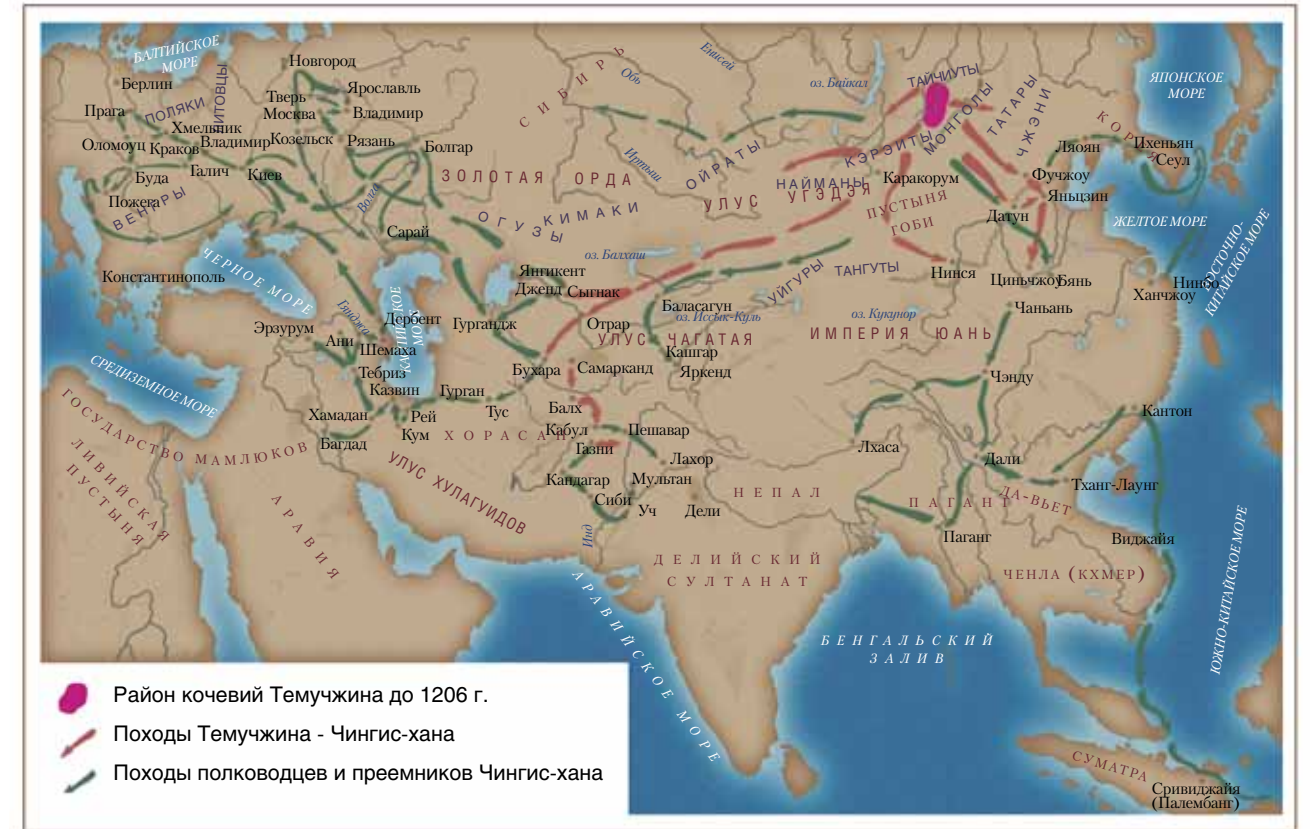 БАЛТИЙСКОЕ
МОРЕ
Новгород
Берлин
Ярославль
Тверь
Москва
Владимир
Прага
ПОЛЯКИ
ЛИТОВЦЫ
Хмельник
Оломоуц
Краков
Владимир
Козельск
Рязань
Болгар
Буда
Галич
Киев
Пожега
ВЕНГРЫ
Волга
Сарай
СИБИРЬ
Обь
Енисей
Иртыш
оз. Байкал
ТАЙЧИУТЫ
МОНГОЛЫ
ТАТАРЫ
ЧЖЭНИ
КЭРЭИТЫ
ОЙРАТЫ
НАЙМАНЫ
Каракорум
ЗОЛОТАЯ ОРДА
УЛУС УГЭДЭЯ
ПУСТЫНЯ
ГОБИ
ОГУЗЫ
КИМАКИ
КОРЕЯ
ЯПОНСКОЕ
МОРЕ
Ляоян
Ихеньян
Сеул
Фучжоу
Яньцзин
Датун
ЖЕЛТОЕ МОРЕ
ВОСТОЧНО-
КИТАЙСКОЕ МОРЕ
Константинополь
ЧЕРНОЕ МОРЕ
оз. Балхаш
Янгикент
Дженд
Сыгнак
УЙГУРЫ
ТАНГУТЫ
Нинся
Циньчжоу
Бянь
Нинбо
Ханчжоу
Эрзурум
Ани
Гянджа
Дербент
Шемаха
КАСПИЙСКОЕ
МОРЕ
Гургандж
Отрар
Баласагун
оз. Иссык-Куль
оз. Кукунор
Чаньань
УЛУС ЧАГАТАЯ
ИМПЕРИЯ ЮАНЬ
Кашгар
Яркенд
СРЕДИЗЕМНОЕ МОРЕ
Тебриз
Казвин
Гурган
Бухара
Самарканд
Чэнду
Хамадан
Рей
Тус
Балх
Кантон
Багдад
Кум
ХОРАСАН
Кабул
Пешавар
Газни
Лахор
Лхаса
Дали
ГОСУДАРСТВО МАМЛЮКОВ
ЛИВИЙСКАЯ
ПУСТЫНЯ
АРАВИЯ
УЛУС ХУЛАГУИДОВ
Кандагар
Мултан
Сиби
Уч
Дели
НЕПАЛ
Тханг-Лаунг
ПАГАНГ
ДА-ВЬЕТ
Инд
Паганг
Виджайя
ДЕЛИЙСКИЙ
СУЛТАНАТ
ЧЕНЛА (КХМЕР)
АРАВИЙСКОЕ МОРЕ
БЕНГАЛЬСКИЙ
ЗАЛИВ
ЮЖНО-КИТАЙСКОЕ МОРЕ
СУМАТРА
Сривиджайя
(Палембанг)
Район кочевий Темучжина до 1206 г.
Походы Темучжина - Чингис-хана
Походы полководцев и преемников Чингис-хана